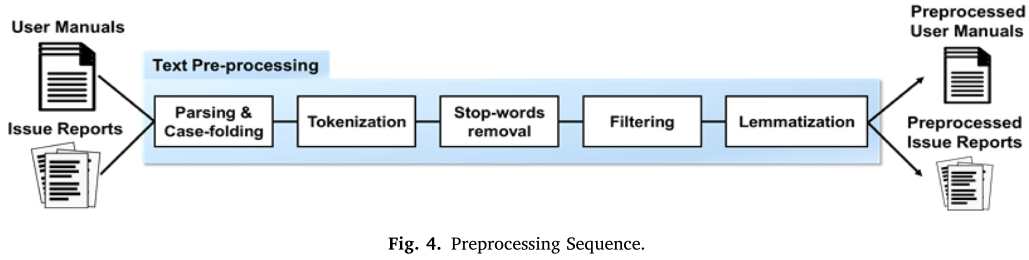 User Manuals
Issue Reports
Text Pre-processing
Parsing &
Case-folding
Tokenization
Stop-words
removal
Filtering
Lemmatization
Preprocessed
User Manuals
Preprocessed
Issue Reports
Fig. 4. Preprocessing Sequence.